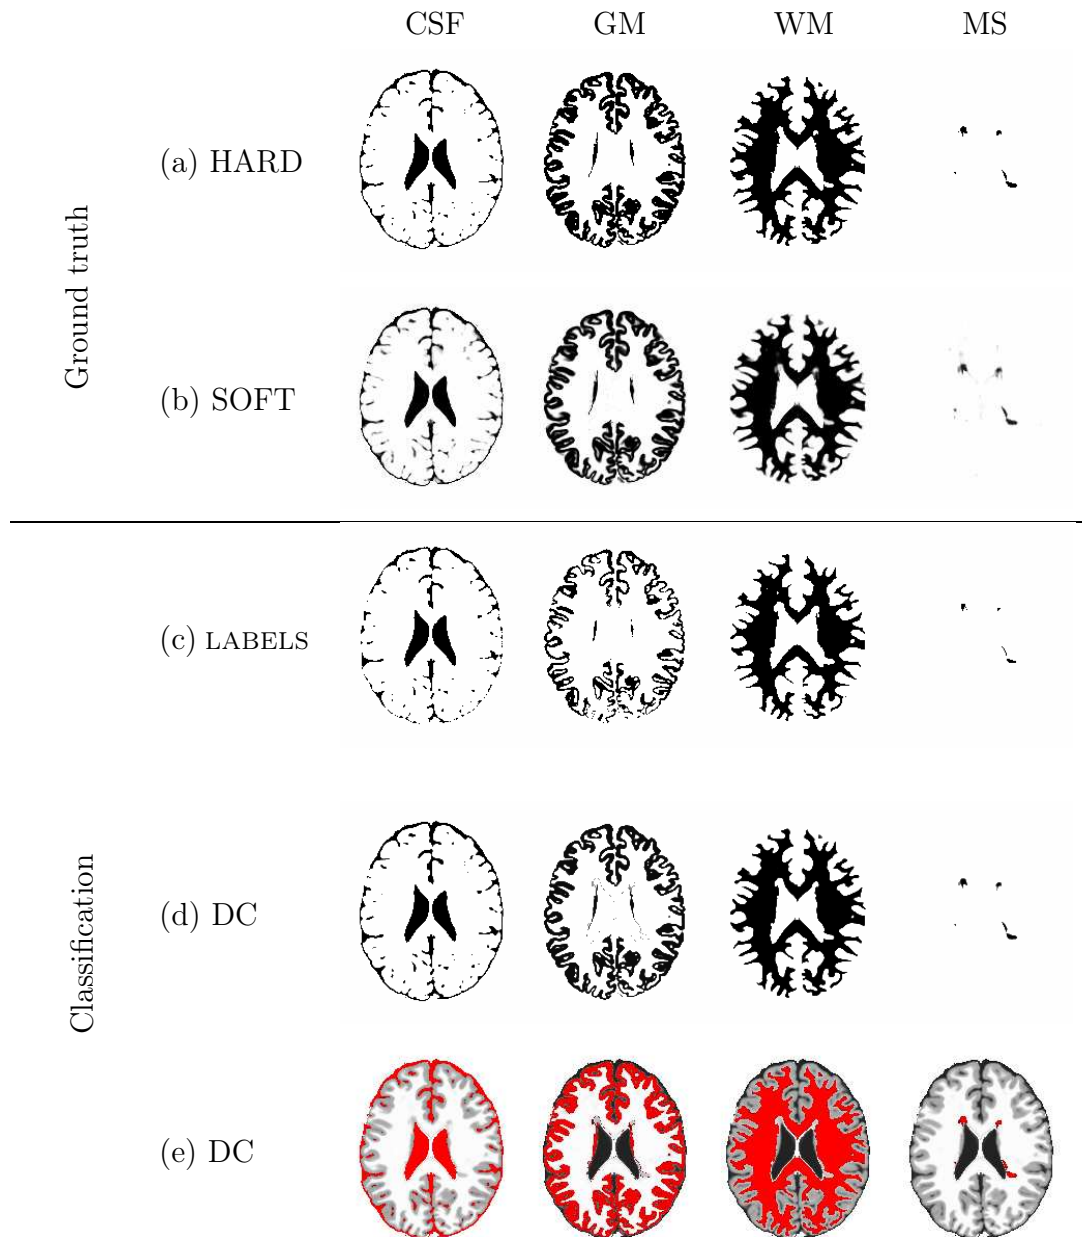 CSF GM WM MS
Ground truth
(a) HARD
(b) SOFT
Classification
(c) LABELS
(d) DC
(e) DC